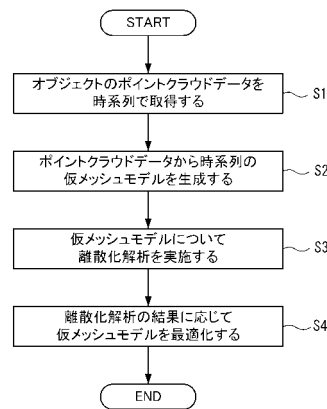 START
オブジェクトのポイントクラウドデータを
時系列で取得する
S1
ポイントクラウドデータから時系列の
仮メッシュモデルを生成する
S2
仮メッシュモデルについて
離散化解析を実施する
S3
離散化解析の結果に応じて
仮メッシュモデルを最適化する
S4
END